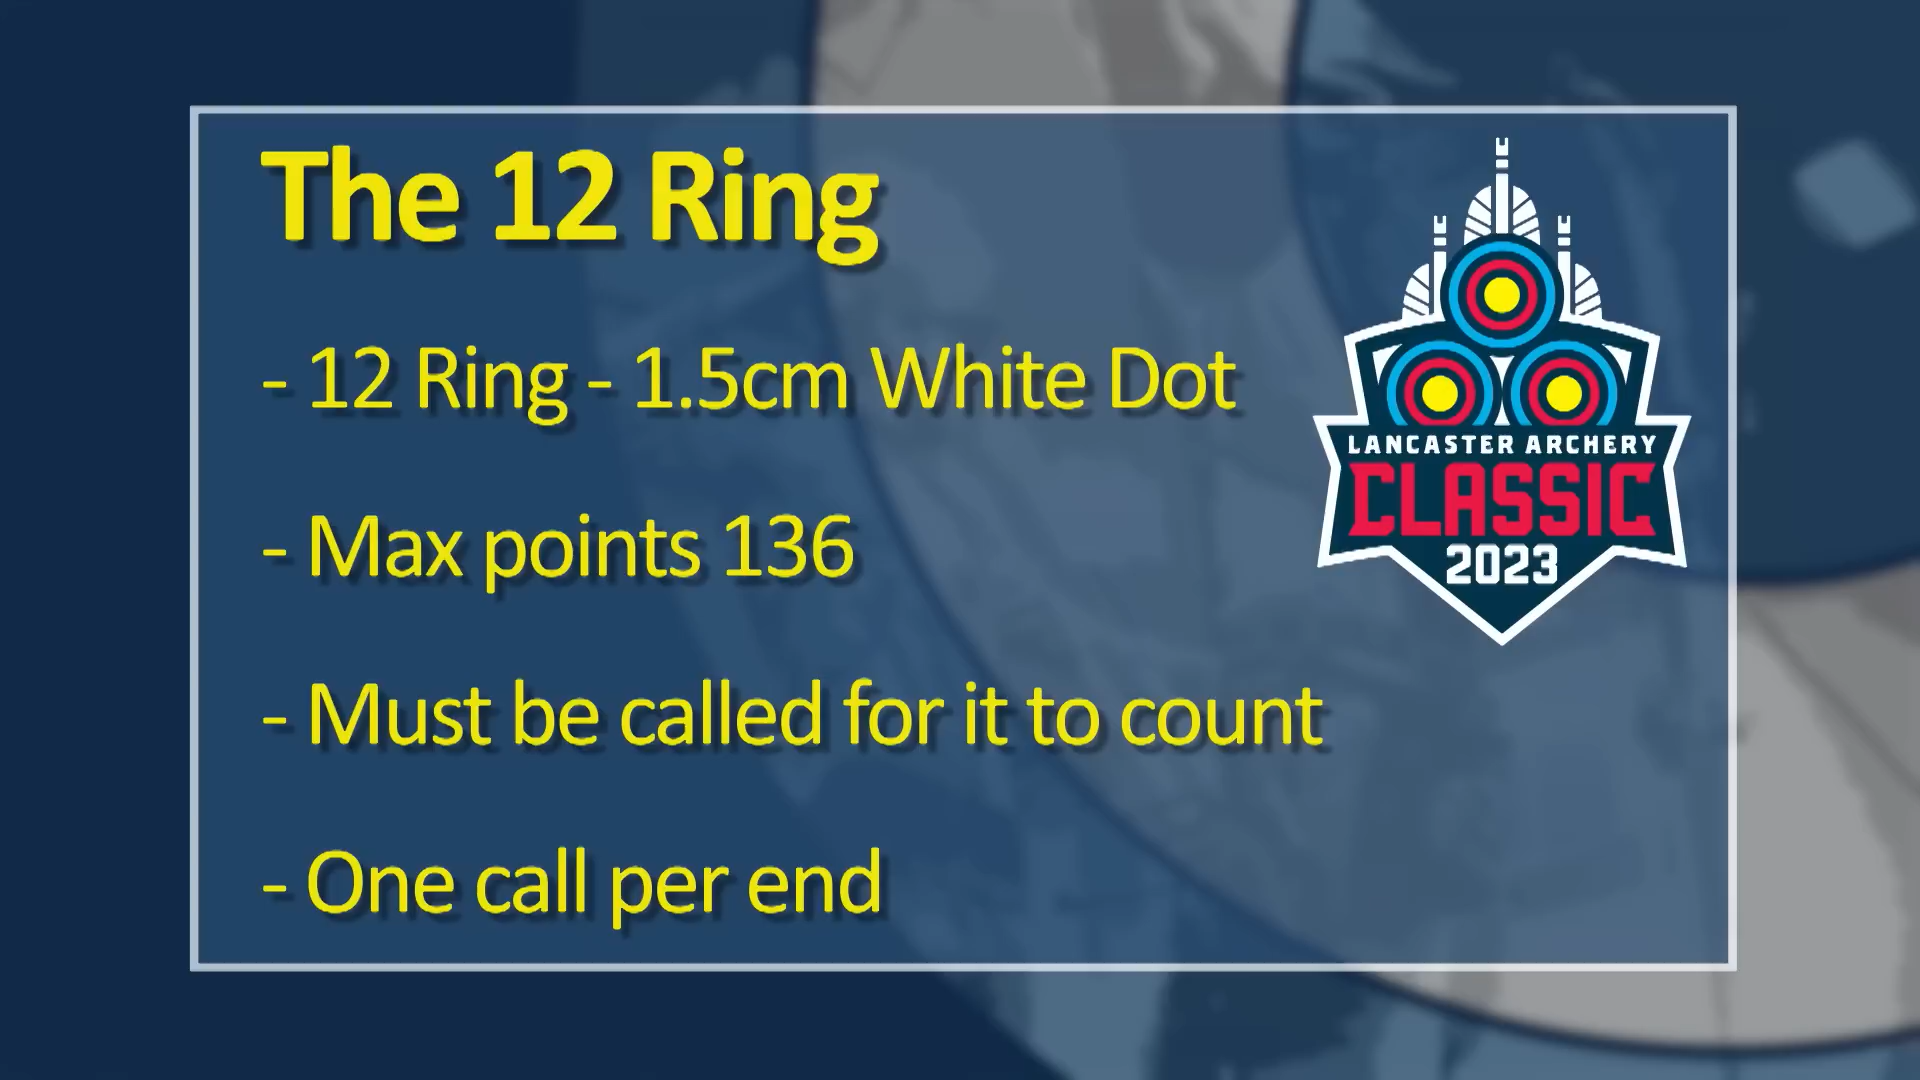 The 12 Ring
- 12 Ring - 1.5cm White Dot
- Max points 136
- Must be called for it to count
- One call per end
LANCASTER ARCHERY
CLASSIC
2023